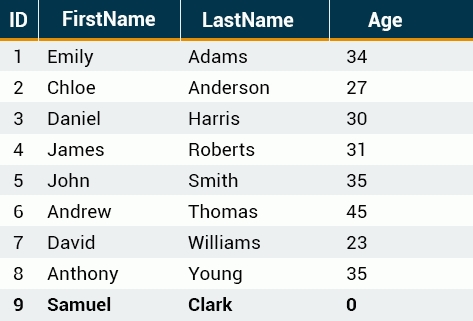 ID FirstName LastName Age
1 Emily Adams 34
2 Chloe Anderson 27
3 Daniel Harris 30
4 James Roberts 31
5 John Smith 35
6 Andrew Thomas 45
7 David Williams 23
8 Anthony Young 35
9 Samuel Clark 0